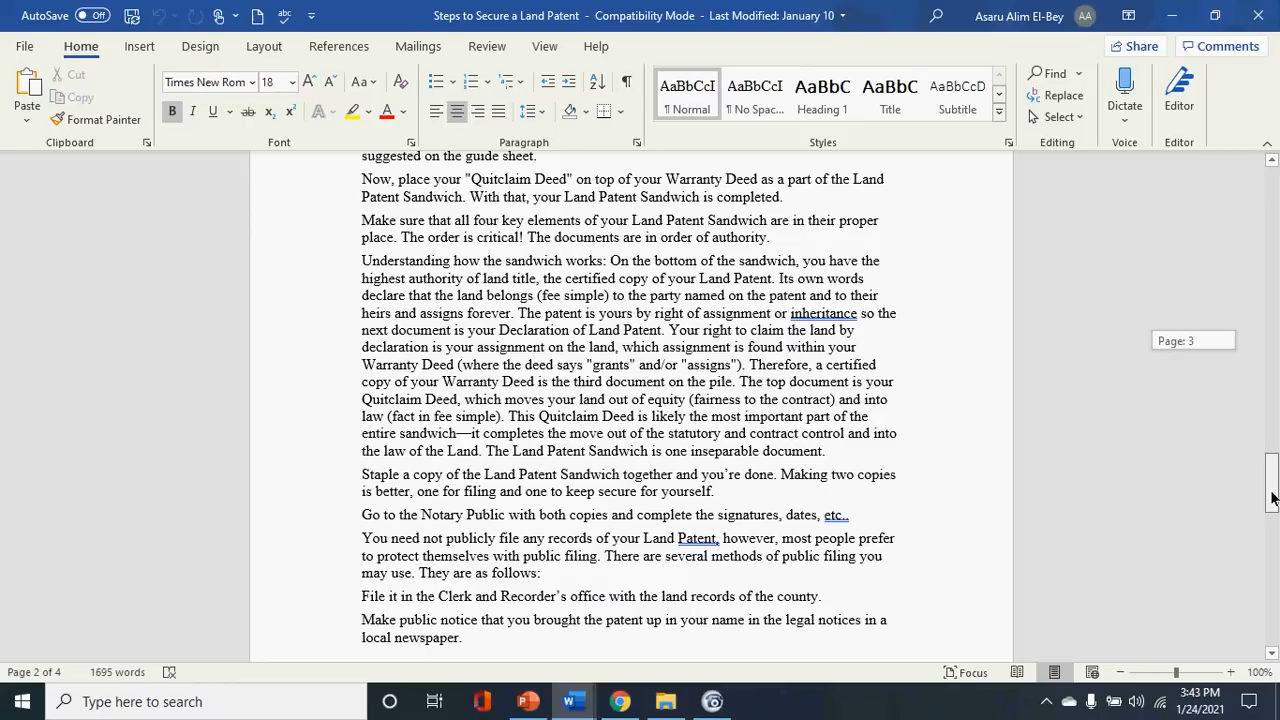 AutoSave Off
Steps to Secure a Land Patent - Compatibility Mode - Last Modified: January 10
Asaru Alim El-Bey AA
File Home Insert Design Layout References Mailings Review View Help
Share Comments
Paste
Cut
Copy
Format Painter
Clipboard
Times New Rom 18
Font
Paragraph
AaBbCcI AaBbCcI AaBbC AaBbC AaBbCcD
¶ Normal ¶ No Spac... Heading 1 Title Subtitle
Styles
Find
Replace
Select
Editing
Dictate
Voice
Editor
Editor
suggested on the guide sheet.
Now, place your "Quitclaim Deed" on top of your Warranty Deed as a part of the Land
Patent Sandwich. With that, your Land Patent Sandwich is completed.
Make sure that all four key elements of your Land Patent Sandwich are in their proper
place. The order is critical! The documents are in order of authority.
Understanding how the sandwich works: On the bottom of the sandwich, you have the
highest authority of land title, the certified copy of your Land Patent. Its own words
declare that the land belongs (fee simple) to the party named on the patent and to their
heirs and assigns forever. The patent is yours by right of assignment or inheritance so the
next document is your Declaration of Land Patent. Your right to claim the land by
declaration is your assignment on the land, which assignment is found within your
Warranty Deed (where the deed says "grants" and/or "assigns"). Therefore, a certified
copy of your Warranty Deed is the third document on the pile. The top document is your
Quitclaim Deed, which moves your land out of equity (fairness to the contract) and into
law (fact in fee simple). This Quitclaim Deed is likely the most important part of the
entire sandwich—it completes the move out of the statutory and contract control and into
the law of the Land. The Land Patent Sandwich is one inseparable document.
Staple a copy of the Land Patent Sandwich together and you’re done. Making two copies
is better, one for filing and one to keep secure for yourself.
Go to the Notary Public with both copies and complete the signatures, dates, etc..
You need not publicly file any records of your Land Patent, however, most people prefer
to protect themselves with public filing. There are several methods of public filing you
may use. They are as follows:
File it in the Clerk and Recorder’s office with the land records of the county.
Make public notice that you brought the patent up in your name in the legal notices in a
local newspaper.
Page: 3
Page 2 of 4 1695 words
Focus
100%
Type here to search
3:43 PM
1/24/2021